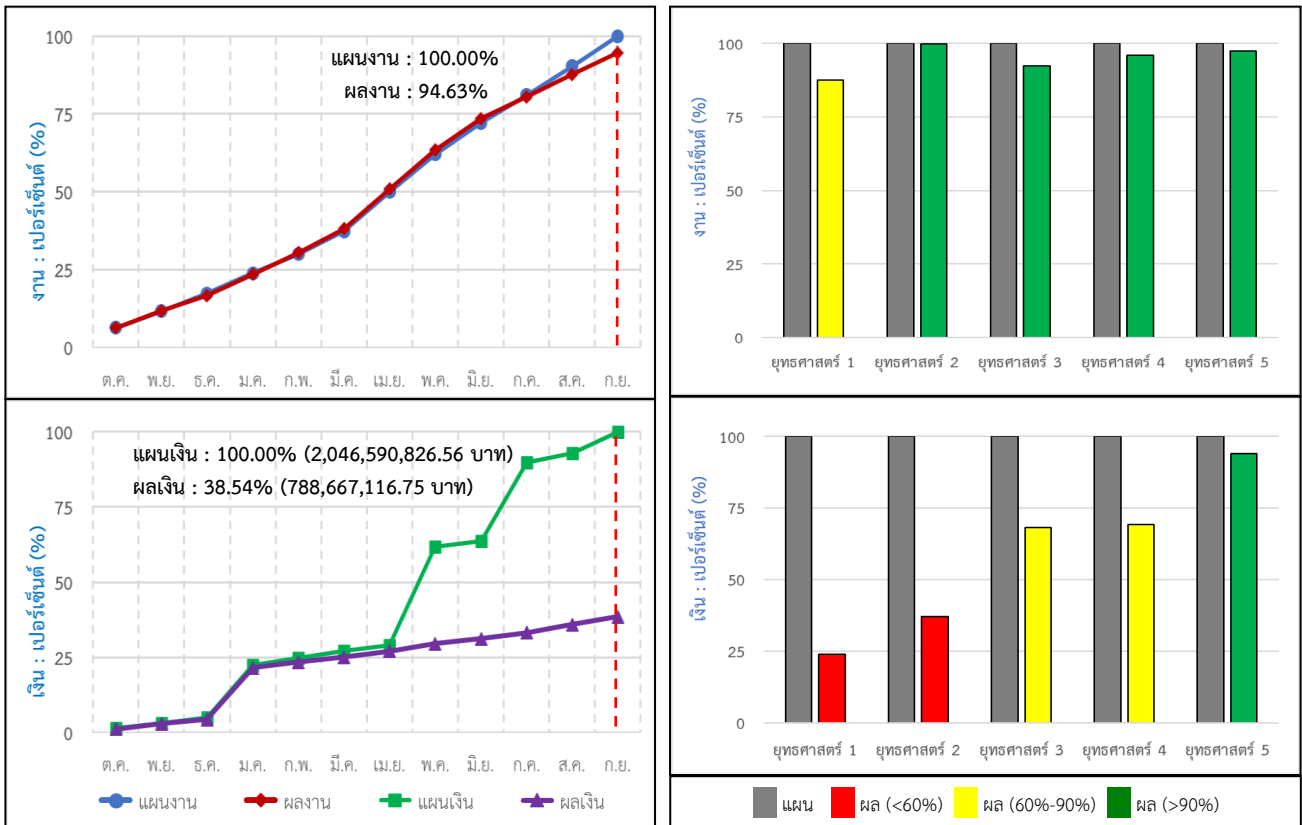 งาน : เปอร์เซ็นต์ (%)
100
75
50
25
0
แผนงาน : 100.00%
ผลงาน : 94.63%
ต.ค. พ.ย. ธ.ค. ม.ค. ก.พ. มี.ค. เม.ย. พ.ค. มิ.ย. ก.ค. ส.ค. ก.ย.
งาน : เปอร์เซ็นต์ (%)
100
75
50
25
0
ยุทธศาสตร์ 1 ยุทธศาสตร์ 2 ยุทธศาสตร์ 3 ยุทธศาสตร์ 4 ยุทธศาสตร์ 5
เงิน : เปอร์เซ็นต์ (%)
100
75
50
25
0
แผนเงิน : 100.00% (2,046,590,826.56 บาท)
ผลเงิน : 38.54% (788,667,116.75 บาท)
ต.ค. พ.ย. ธ.ค. ม.ค. ก.พ. มี.ค. เม.ย. พ.ค. มิ.ย. ก.ค. ส.ค. ก.ย.
แผนงาน ผลงาน แผนเงิน ผลเงิน
เงิน : เปอร์เซ็นต์ (%)
100
75
50
25
0
ยุทธศาสตร์ 1 ยุทธศาสตร์ 2 ยุทธศาสตร์ 3 ยุทธศาสตร์ 4 ยุทธศาสตร์ 5
แผน ผล (<60%) ผล (60%-90%) ผล (>90%)